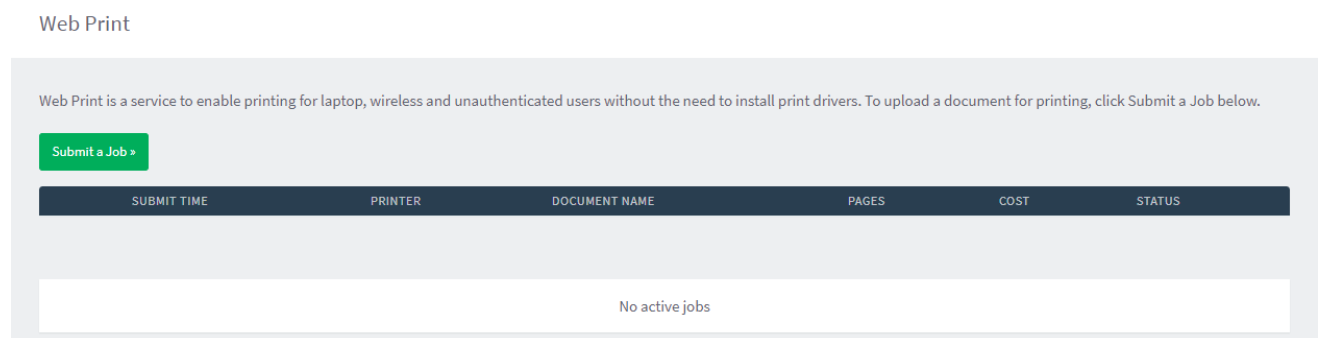 Web Print
Web Print is a service to enable printing for laptop, wireless and unauthenticated users without the need to install print drivers. To upload a document for printing, click Submit a Job below.
Submit a Job »
SUBMIT TIME PRINTER DOCUMENT NAME PAGES COST STATUS
No active jobs